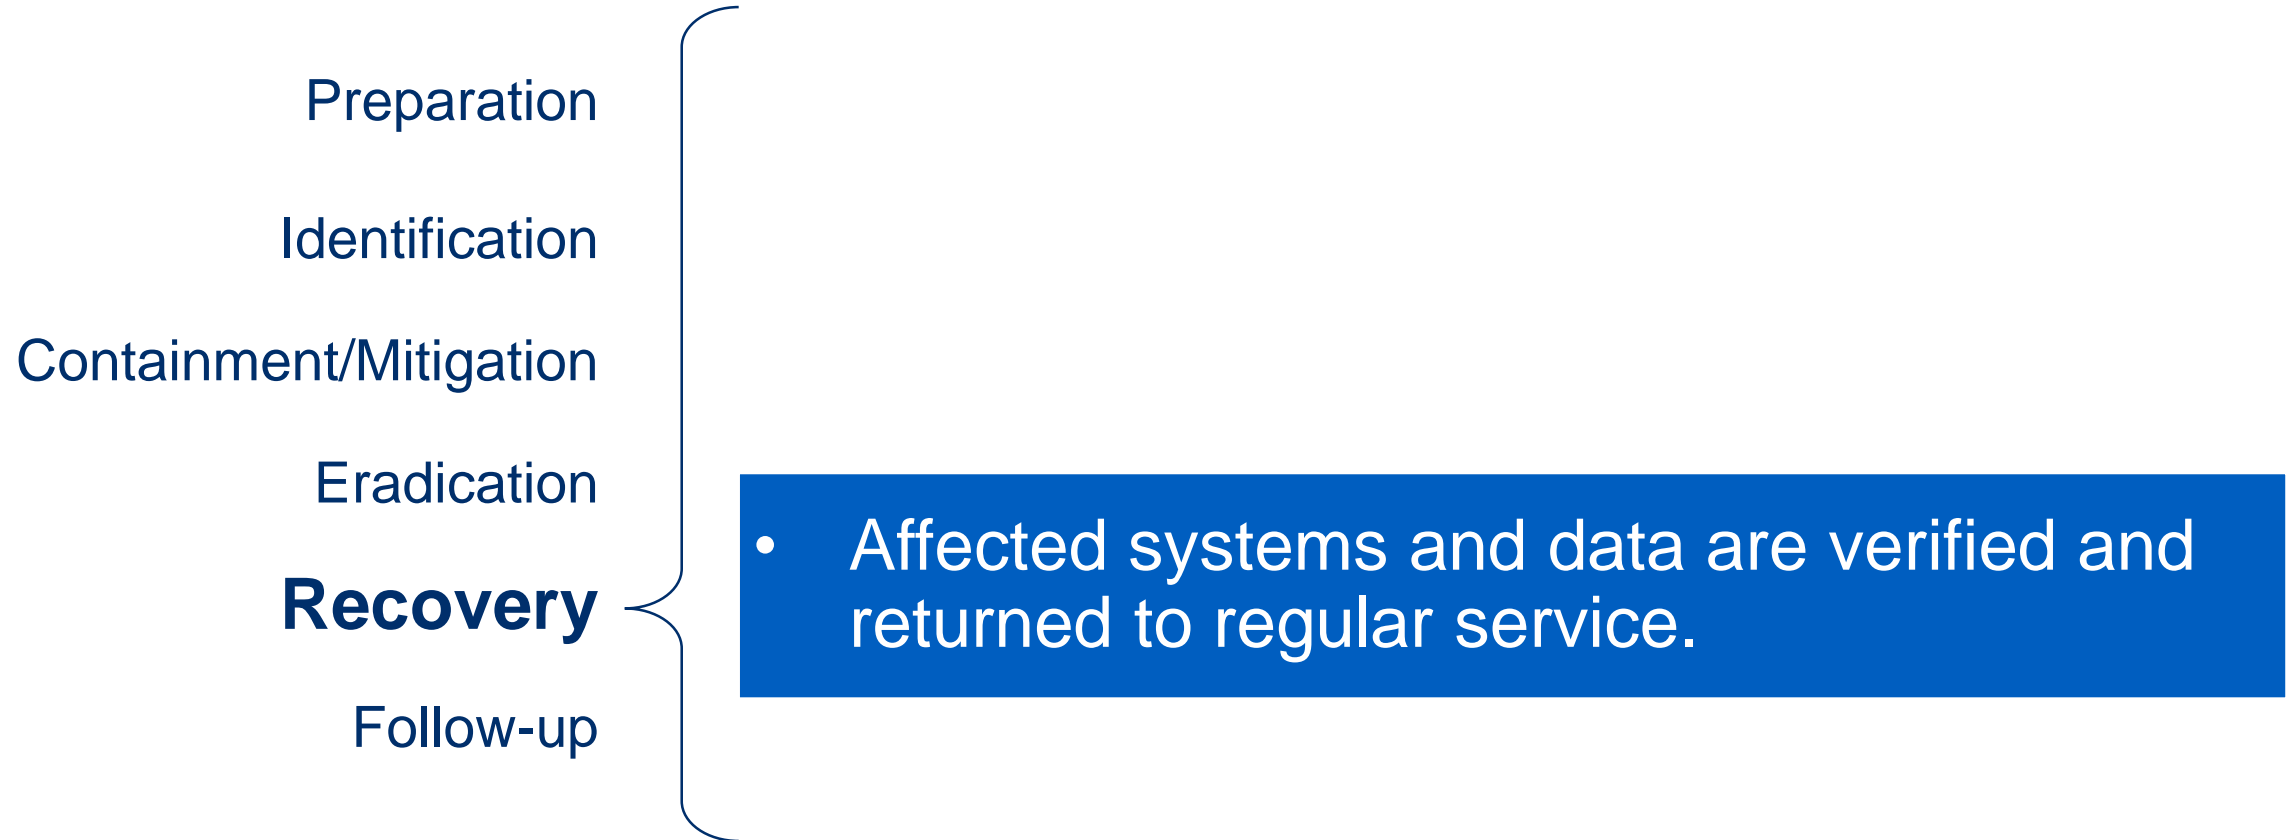 Preparation
Identification
Containment/Mitigation
Eradication
Recovery
Follow-up
• Affected systems and data are verified and
returned to regular service.